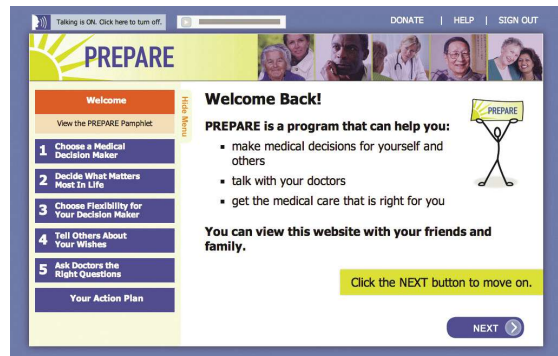 Talking is ON. Click here to turn off.
DONATE | HELP | SIGN OUT
PREPARE
Welcome
View the PREPARE Pamphlet
1 Choose a Medical
Decision Maker
2 Decide What Matters
Most In Life
3 Choose Flexibility for
Your Decision Maker
4 Tell Others About
Your Wishes
5 Ask Doctors the
Right Questions
Your Action Plan
Hide Menu
Welcome Back!
PREPARE
PREPARE is a program that can help you:
▪ make medical decisions for yourself and
others
▪ talk with your doctors
▪ get the medical care that is right for you
You can view this website with your friends and
family.
Click the NEXT button to move on.
NEXT